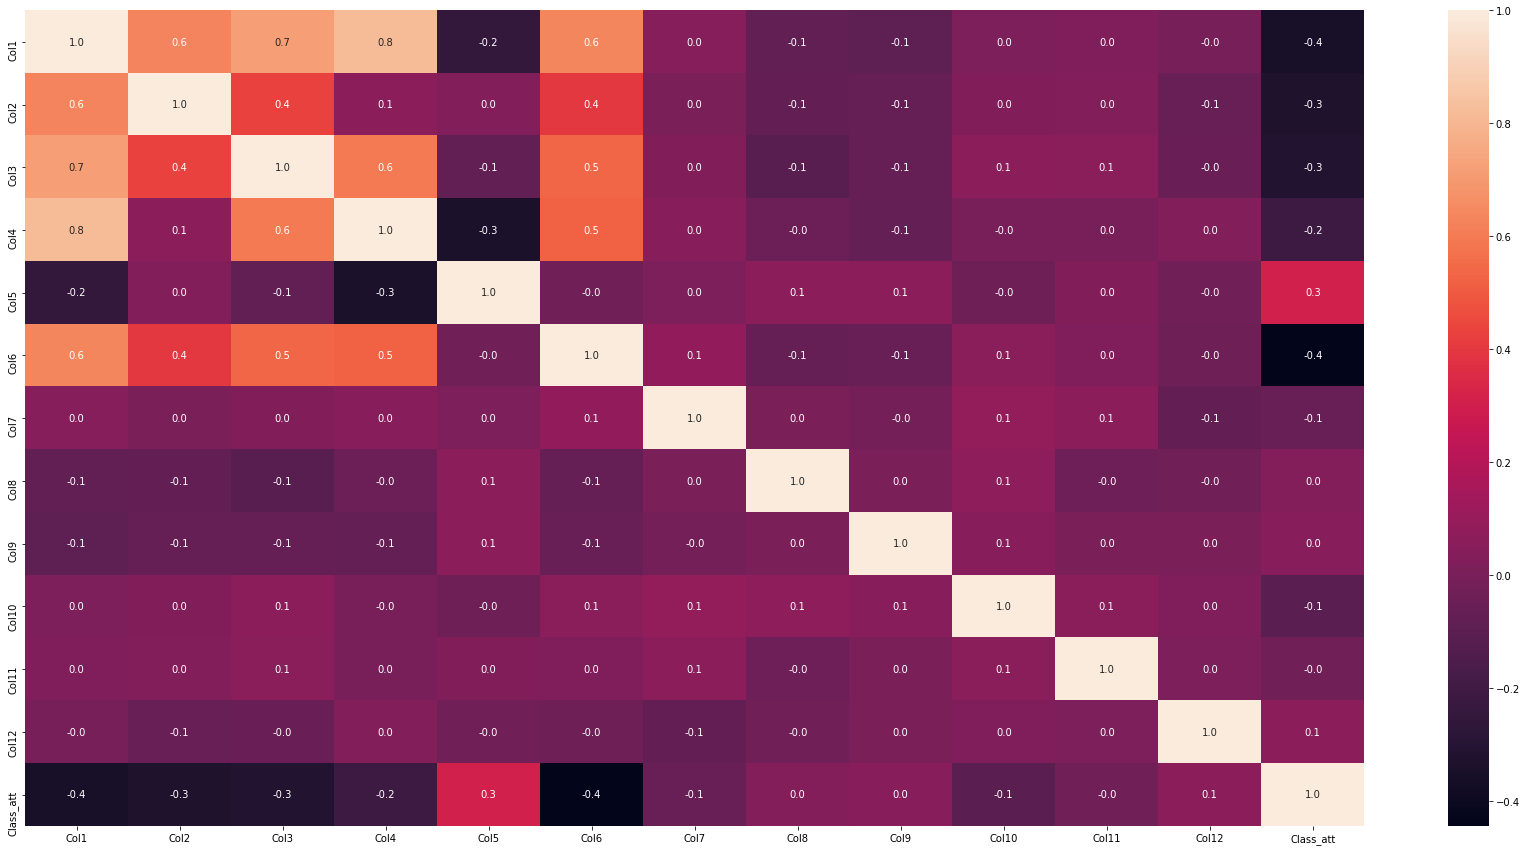 Col1 1.0 0.6 0.7 0.8 -0.2 0.6 0.0 -0.1 -0.1 0.0 0.0 -0.0 -0.4
Col2 0.6 1.0 0.4 0.1 0.0 0.4 0.0 -0.1 -0.1 0.0 0.0 -0.1 -0.3
Col3 0.7 0.4 1.0 0.6 -0.1 0.5 0.0 -0.1 -0.1 0.1 0.1 -0.0 -0.3
Col4 0.8 0.1 0.6 1.0 -0.3 0.5 0.0 -0.0 -0.1 -0.0 0.0 0.0 -0.2
Col5 -0.2 0.0 -0.1 -0.3 1.0 -0.0 0.0 0.1 0.1 -0.0 0.0 -0.0 0.3
Col6 0.6 0.4 0.5 0.5 -0.0 1.0 0.1 -0.1 -0.1 0.1 0.0 -0.0 -0.4
Col7 0.0 0.0 0.0 0.0 0.0 0.1 1.0 0.0 -0.0 0.1 0.1 -0.1 -0.1
Col8 -0.1 -0.1 -0.1 -0.0 0.1 -0.1 0.0 1.0 0.0 0.1 -0.0 -0.0 0.0
Col9 -0.1 -0.1 -0.1 -0.1 0.1 -0.1 -0.0 0.0 1.0 0.1 0.0 0.0 0.0
Col10 0.0 0.0 0.1 -0.0 -0.0 0.1 0.1 0.1 0.1 1.0 0.1 0.0 -0.1
Col11 0.0 0.0 0.1 0.0 0.0 0.0 0.1 -0.0 0.0 0.1 1.0 0.0 -0.0
Col12 -0.0 -0.1 -0.0 0.0 -0.0 -0.0 -0.1 -0.0 0.0 0.0 0.0 1.0 0.1
Class_att -0.4 -0.3 -0.3 -0.2 0.3 -0.4 -0.1 0.0 0.0 -0.1 -0.0 0.1 1.0
Col1 Col2 Col3 Col4 Col5 Col6 Col7 Col8 Col9 Col10 Col11 Col12 Class_att
1.0
0.8
0.6
0.4
0.2
0.0
−0.2
−0.4